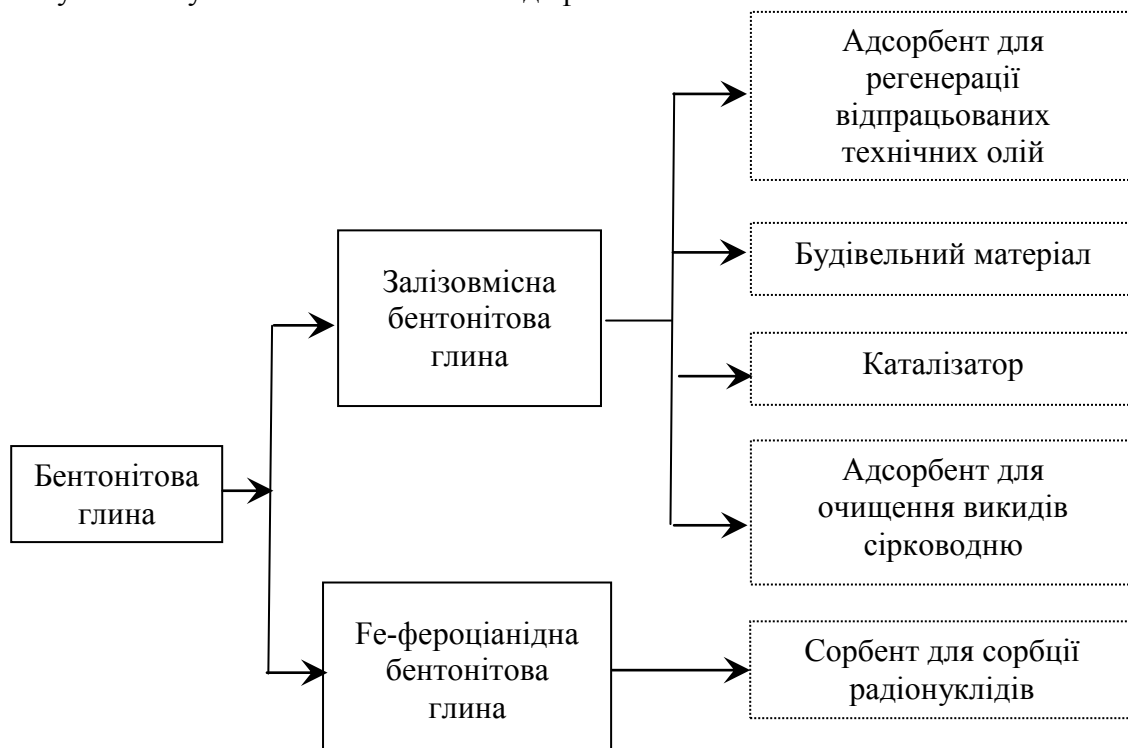 Адсорбент для
регенерації
відпрацьованих
технічних олій
Залізовмісна
бентонітова
глина
Будівельний матеріал
Каталізатор
Бентонітова
глина
Адсорбент для
очищення викидів
сірководню
Fe-фероціанідна
бентонітова
глина
Сорбент для сорбції
радіонуклідів